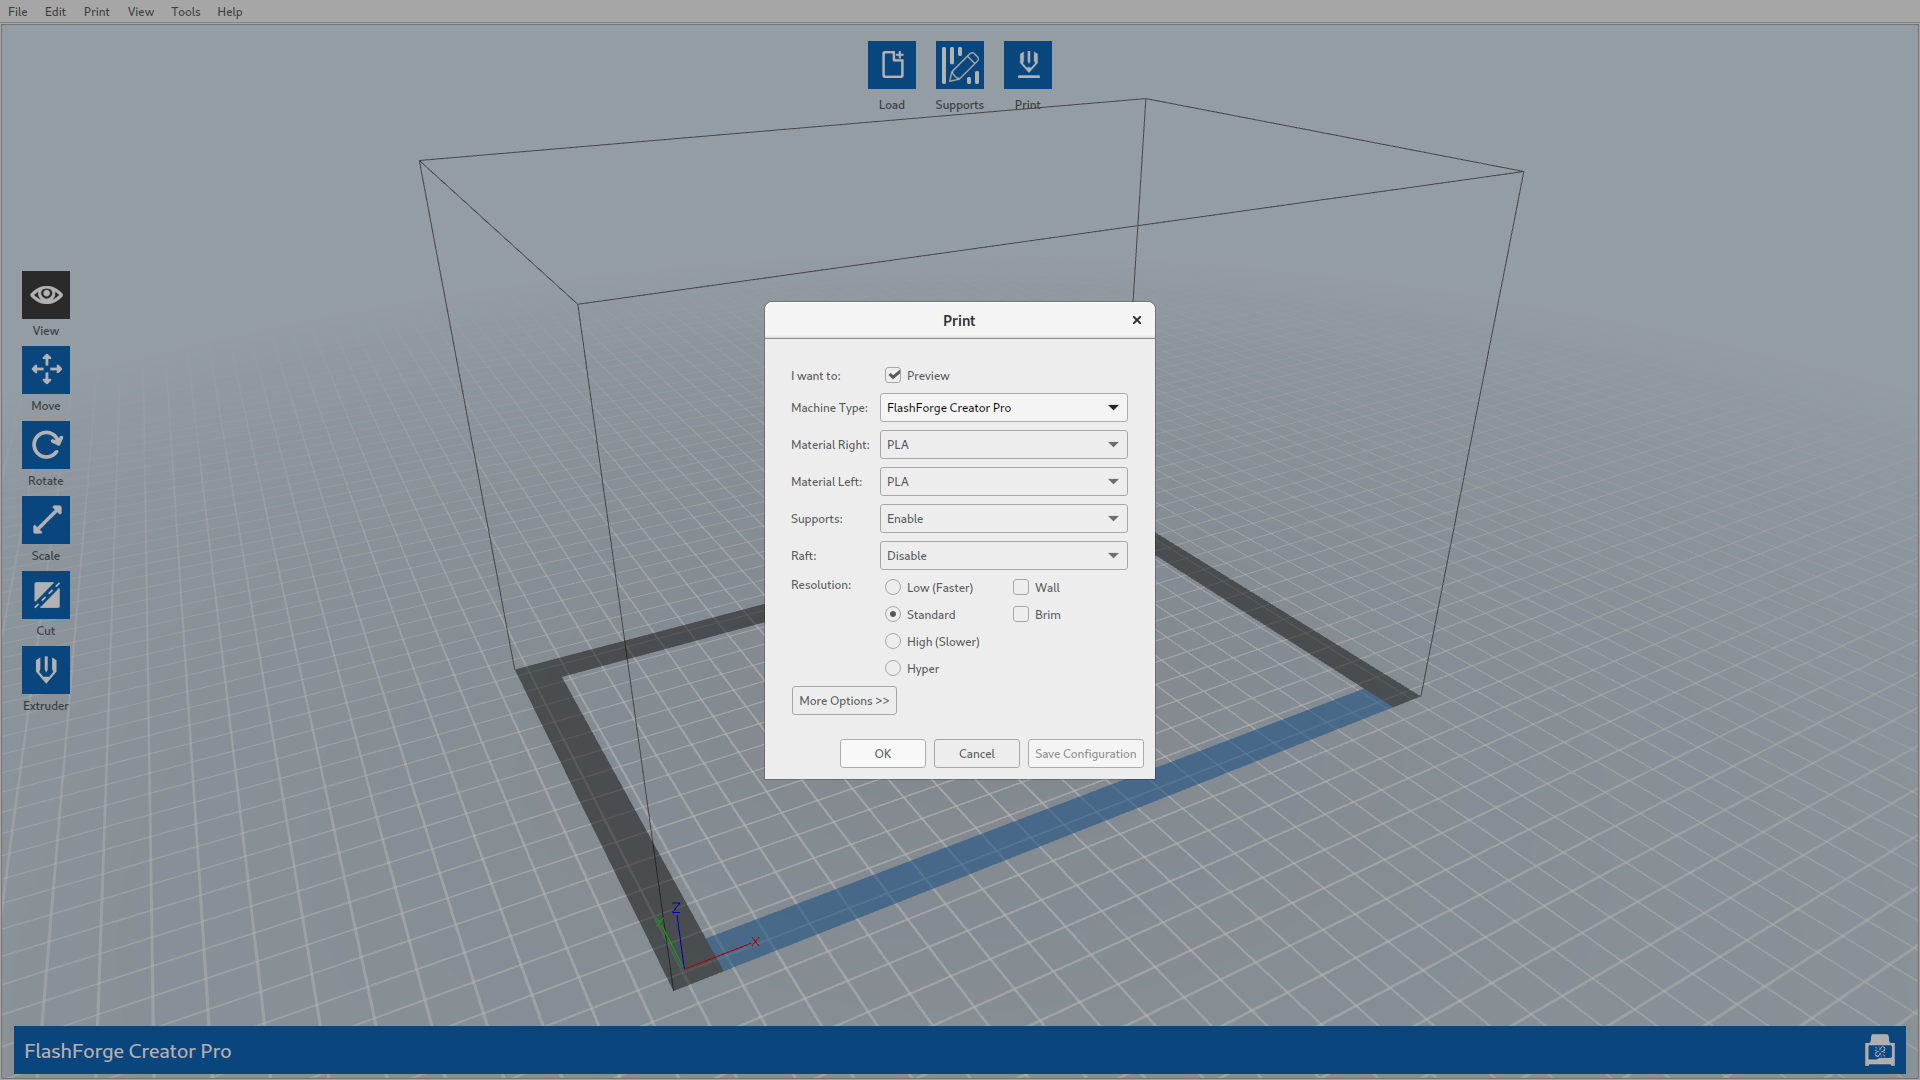 File Edit Print View Tools Help
Load Supports Print
View
Move
Rotate
Scale
Cut
Extruder
Print
I want to: Preview
Machine Type: FlashForge Creator Pro
Material Right: PLA
Material Left: PLA
Supports: Enable
Raft: Disable
Resolution: Low (Faster) Wall
Standard Brim
High (Slower)
Hyper
More Options >>
OK Cancel Save Configuration
Z
Y
X
FlashForge Creator Pro